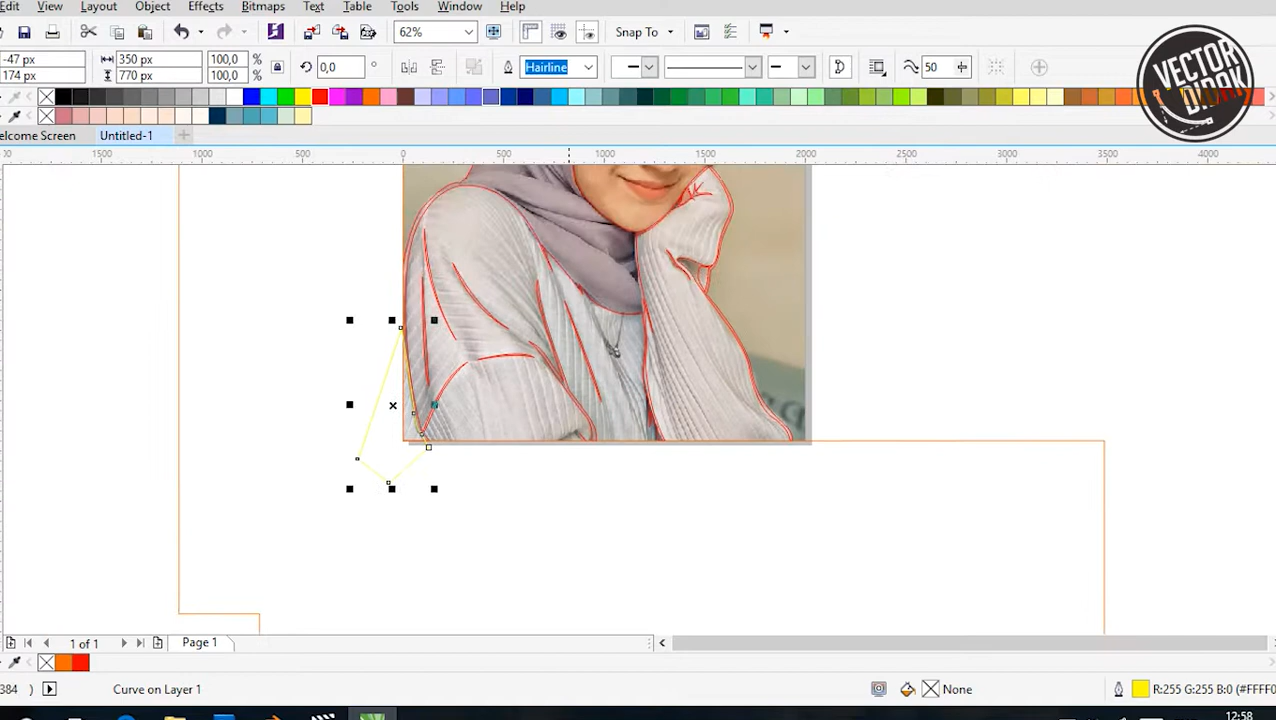 Edit View Layout Object Effects Bitmaps Text Table Tools Window Help
62% Snap To
-47 px 350 px 100,0 % 0,0 ° Hairline 50
174 px 770 px 100,0 %
VECTOR
DIDAK
elcome Screen Untitled-1
1500 1000 500 0 500 1000 1500 2000 2500 3000 3500 4000
1 of 1 Page 1
384 ) Curve on Layer 1 None R:255 G:255 B:0 (#FFFF0
12:58